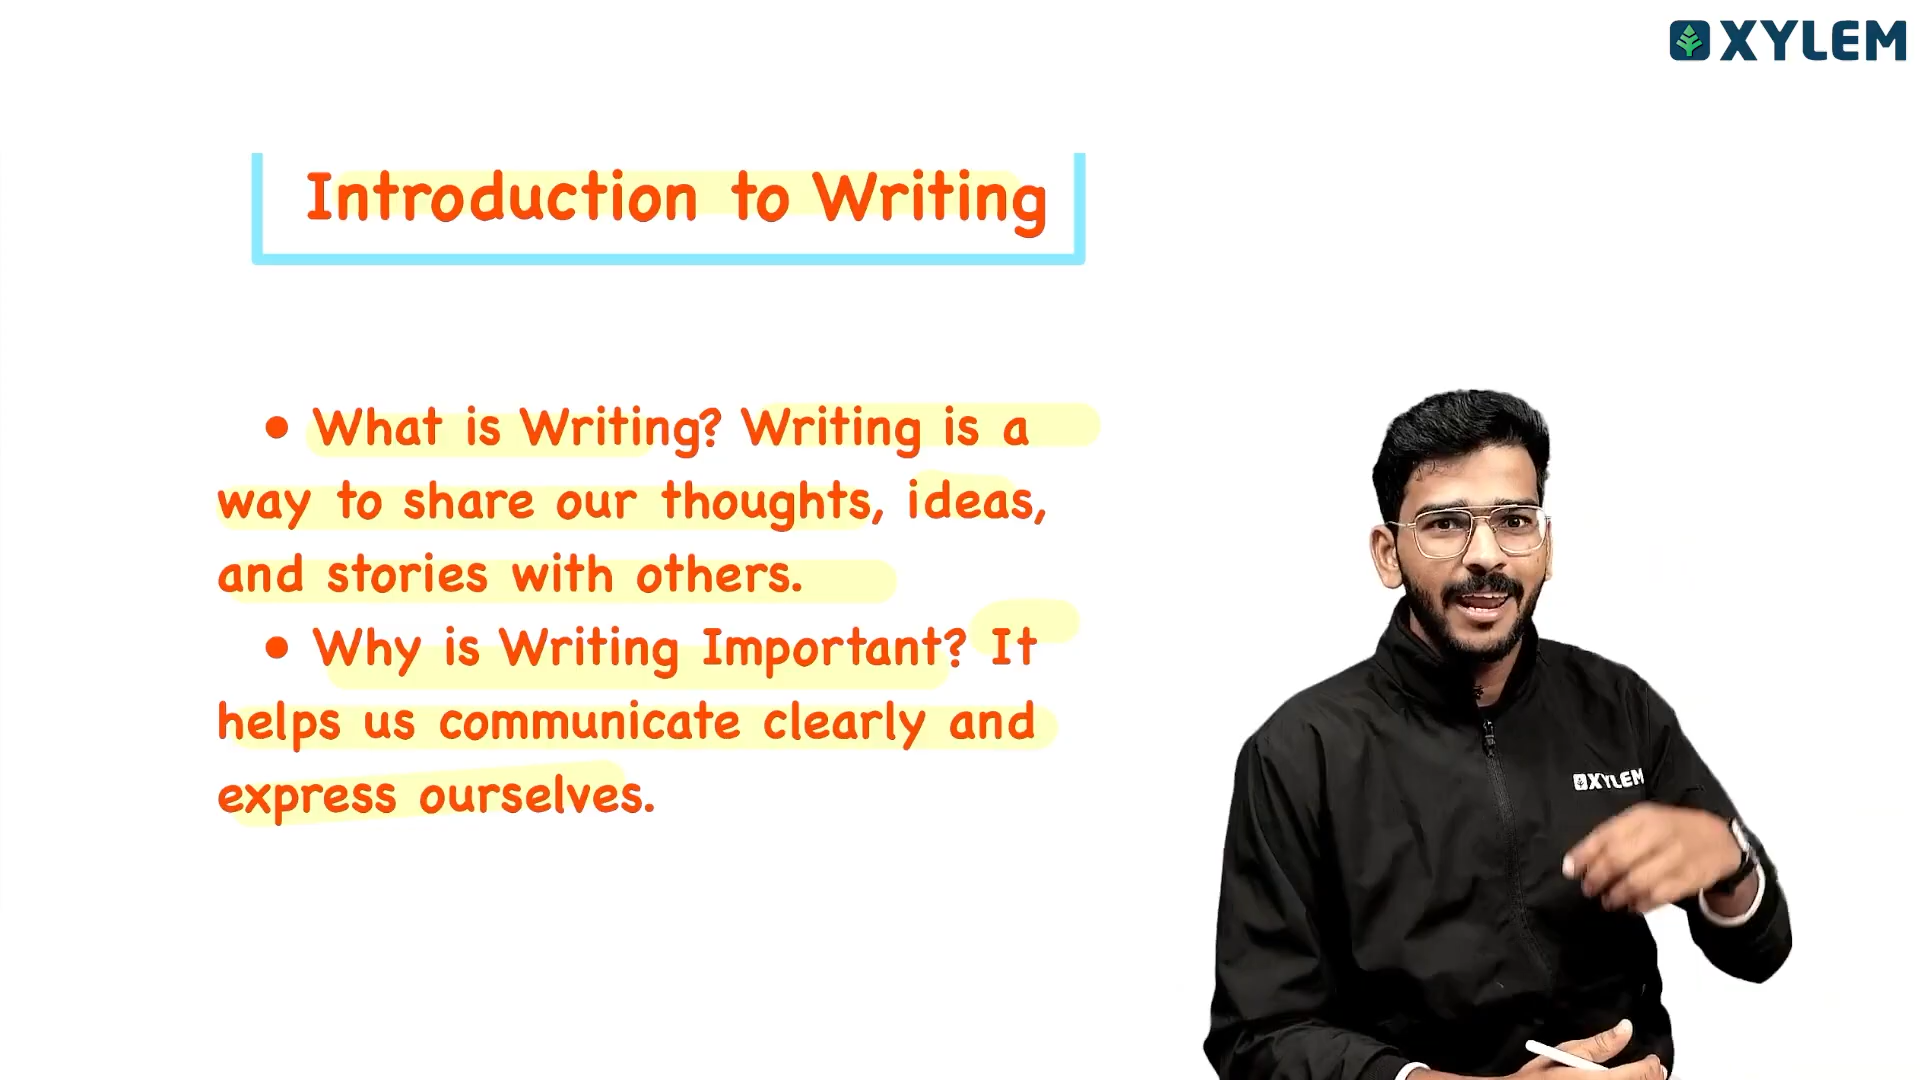 XYLEM
Introduction to Writing
• What is Writing? Writing is a
way to share our thoughts, ideas,
and stories with others.
• Why is Writing Important? It
helps us communicate clearly and
express ourselves.
XYLEM